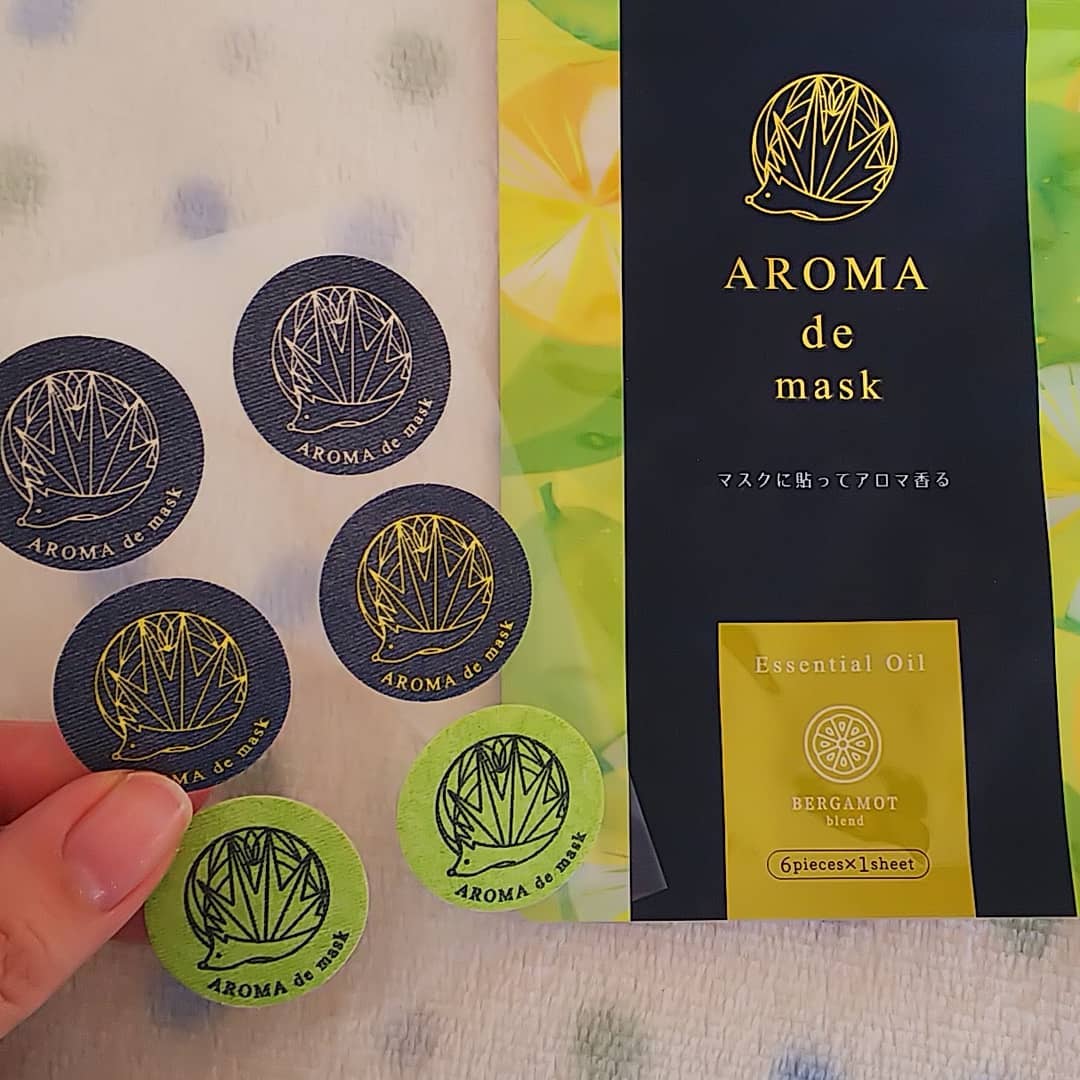 AROMA
de
mask
マスクに貼ってアロマ香る
Essential Oil
BERGAMOT
blend
6pieces×1sheet
AROMA de mask
AROMA de mask
AROMA de mask
AROMA de mask
AROMA de mask
AROMA de mask